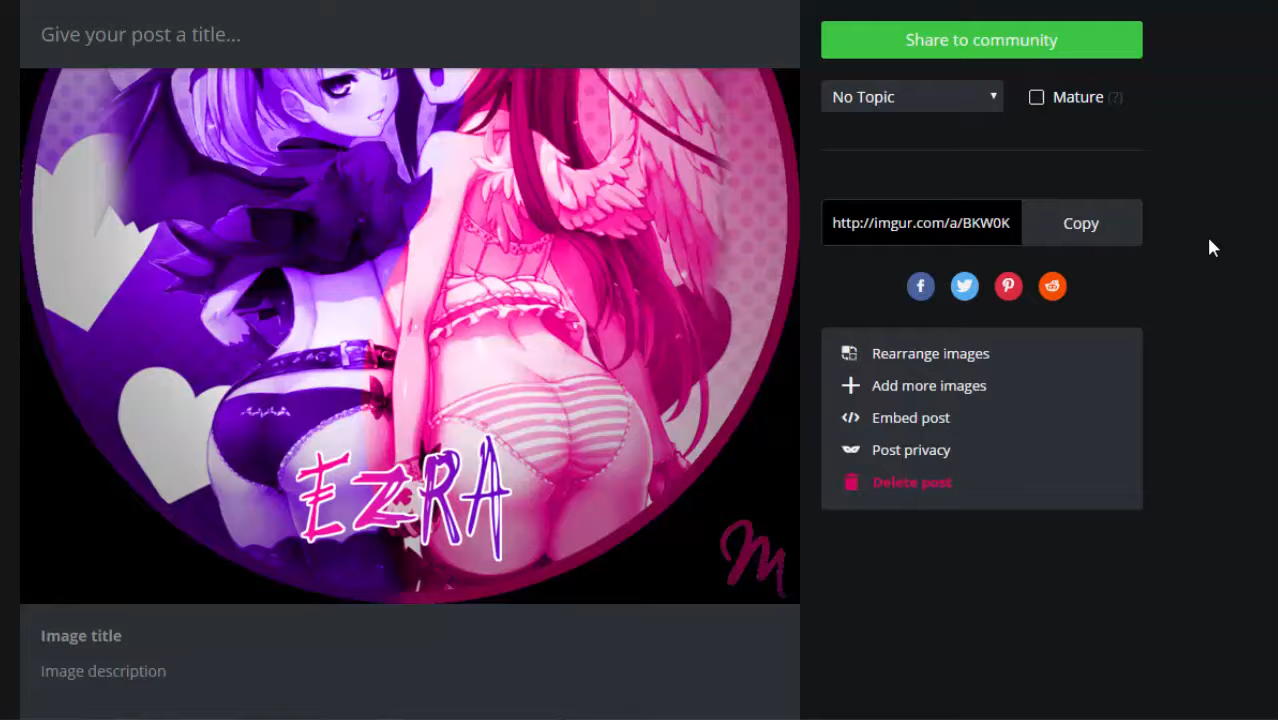 Give your post a title...
Share to community
No Topic
Mature (?)
http://imgur.com/a/BKW0K
Copy
Rearrange images
Add more images
Embed post
Post privacy
Delete post
EZRA
M
Image title
Image description